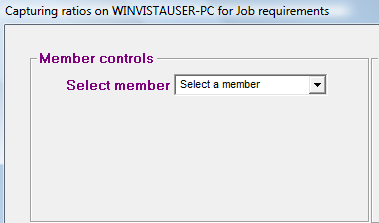 Capturing ratios on WINVISTAUSER-PC for Job requirements
Member controls
Select member Select a member